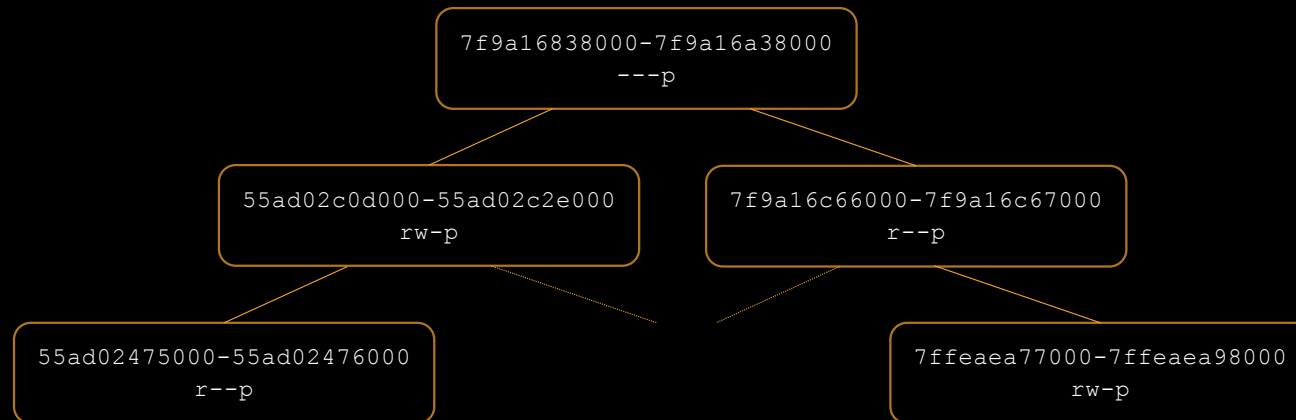 7f9a16838000-7f9a16a38000
---p
55ad02c0d000-55ad02c2e000
rw-p
7f9a16c66000-7f9a16c67000
r--p
55ad02475000-55ad02476000
r--p
7ffeaea77000-7ffeaea98000
rw-p